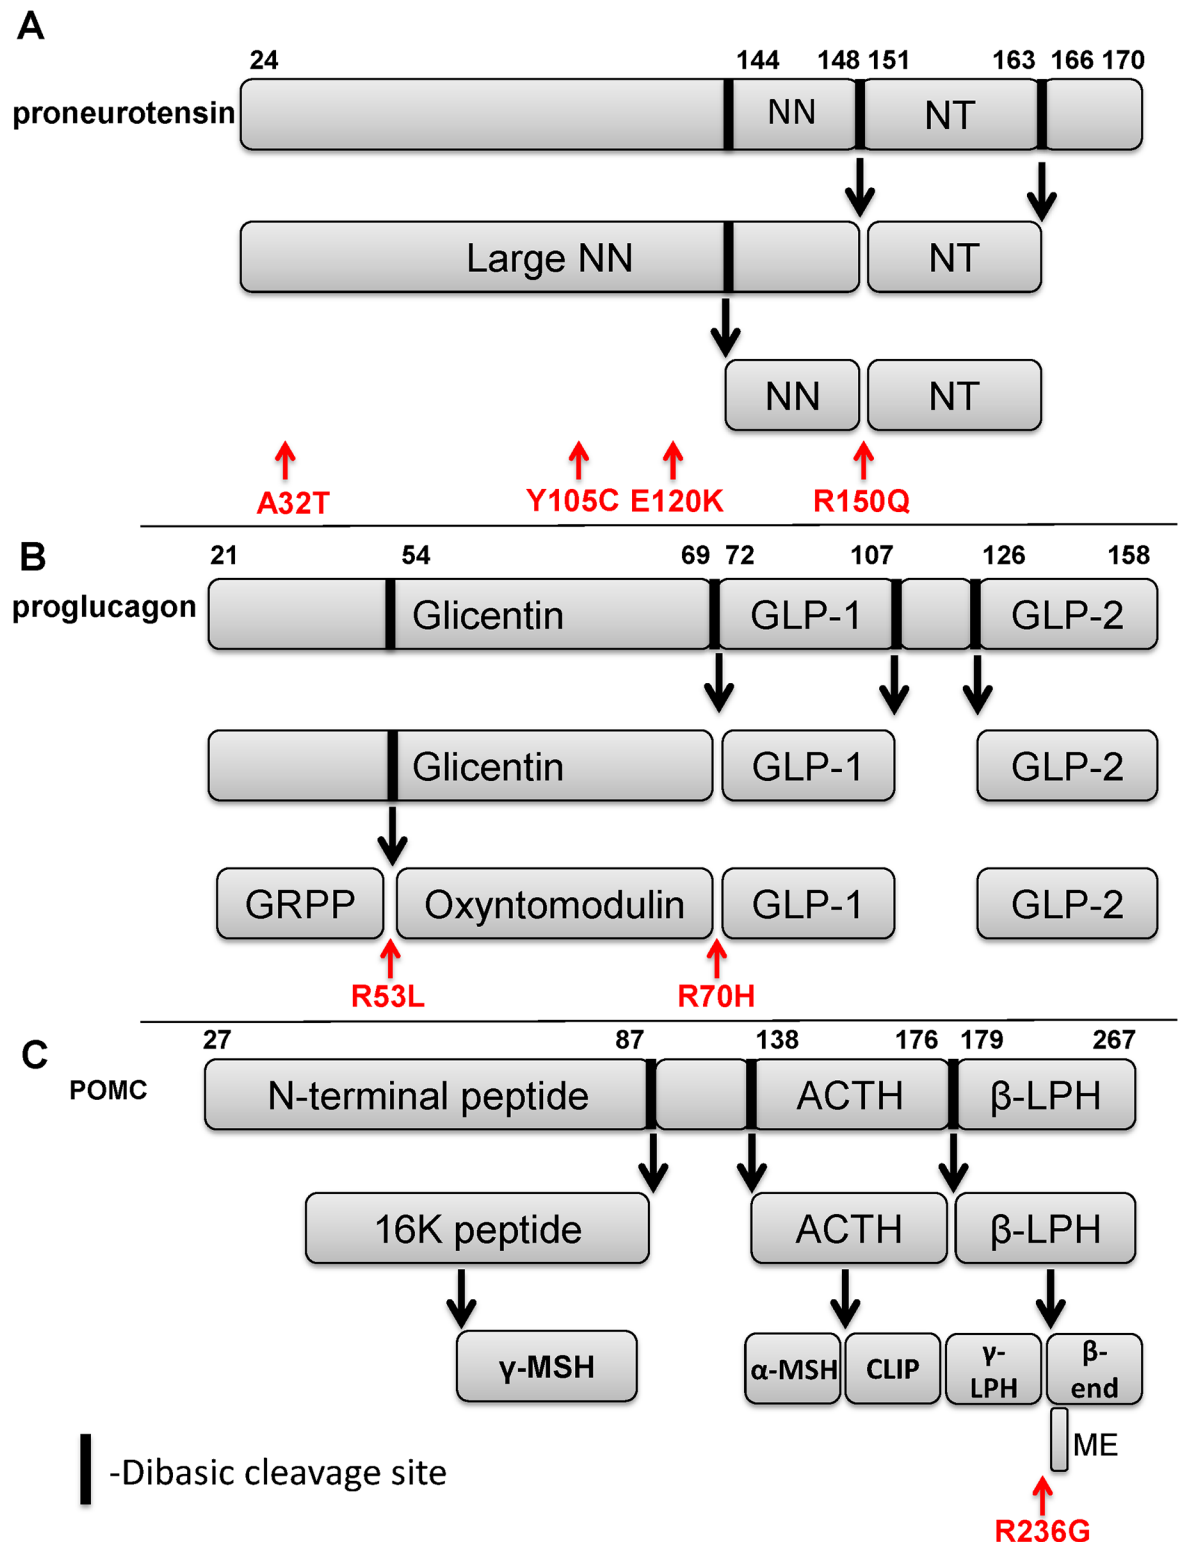 A
24 144 148 151 163 166 170
proneurotensin NN NT
Large NN NT
NN NT
A32T Y105C E120K R150Q
B 21 54 69 72 107 126 158
proglucagon Glicentin GLP-1 GLP-2
Glicentin GLP-1 GLP-2
GRPP Oxyntomodulin GLP-1 GLP-2
R53L R70H
C 27 87 138 176 179 267
POMC N-terminal peptide ACTH β-LPH
16K peptide ACTH β-LPH
γ-MSH α-MSH CLIP γ-
LPH
β-
end
ME
-Dibasic cleavage site
R236G